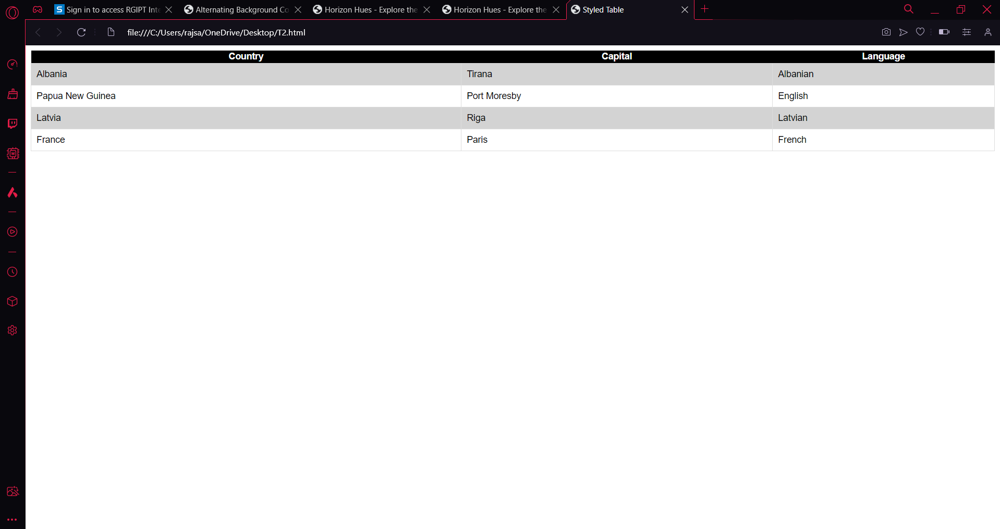 Sign in to access RGIPT Inte
Alternating Background Co
Horizon Hues - Explore the
Horizon Hues - Explore the
Styled Table
file:///C:/Users/rajsa/OneDrive/Desktop/T2.html
Country Capital Language
Albania Tirana Albanian
Papua New Guinea Port Moresby English
Latvia Riga Latvian
France Paris French